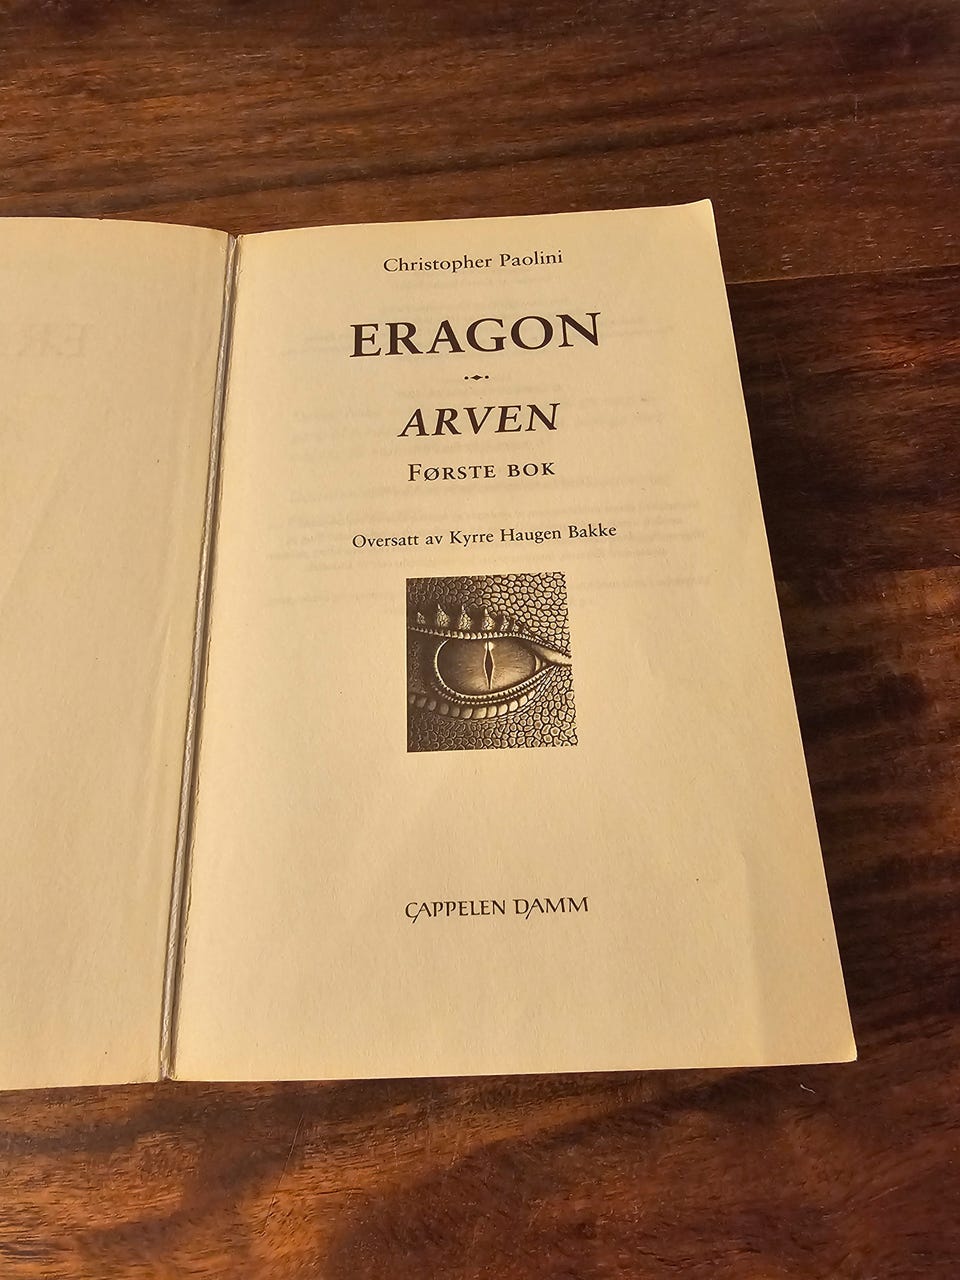 Christopher Paolini
ERAGON
ARVEN
FØRSTE BOK
Oversatt av Kyrre Haugen Bakke
CAPPELEN DAMM